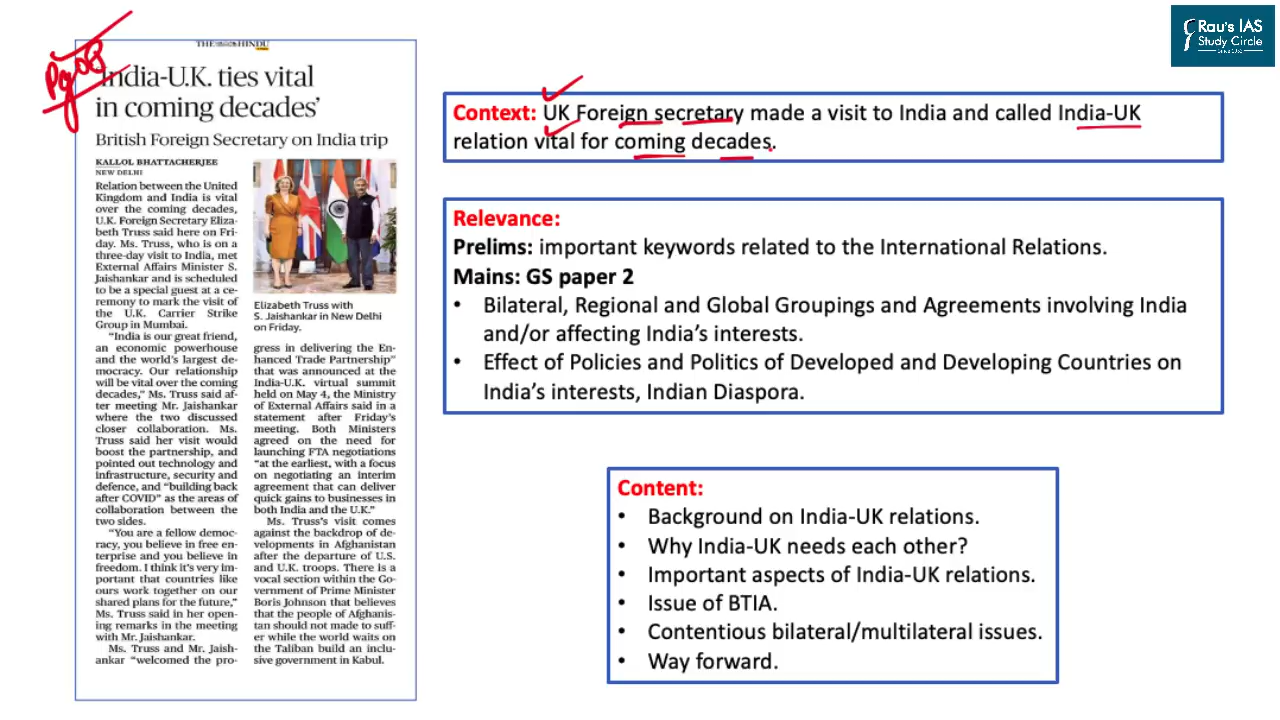 Rau's IAS
Study Circle
Pg 08
THE HINDU
'India-U.K. ties vital
in coming decades'
British Foreign Secretary on India trip
KALLOL BHATTACHERJEE
NEW DELHI
Relation between the United
Kingdom and India is vital
over the coming decades,
U.K. Foreign Secretary Eliza-
beth Truss said here on Fri-
day. Ms. Truss, who is on a
three-day visit to India, met
External Affairs Minister S.
Jaishankar and is scheduled
to be a special guest at a ce-
remony to mark the visit of
the U.K. Carrier Strike
Group in Mumbai.
"India is our great friend,
an economic powerhouse
and the world's largest de-
mocracy. Our relationship
will be vital over the coming
decades," Ms. Truss said af-
ter meeting Mr. Jaishankar
where the two discussed
closer collaboration. Ms.
Truss said her visit would
boost the partnership, and
pointed out technology and
infrastructure, security and
defence, and "building back
after COVID" as the areas of
collaboration between the
two sides.
"You are a fellow democ-
racy, you believe in free en-
terprise and you believe in
freedom. I think it's very im-
portant that countries like
ours work together on our
shared plans for the future,"
Ms. Truss said in her open-
ing remarks in the meeting
with Mr. Jaishankar.
Ms. Truss and Mr. Jaish-
ankar "welcomed the pro-
Elizabeth Truss with
S. Jaishankar in New Delhi
on Friday.
gress in delivering the En-
hanced Trade Partnership"
that was announced at the
India-U.K. virtual summit
held on May 4, the Ministry
of External Affairs said in a
statement after Friday's
meeting. Both Ministers
agreed on the need for
launching FTA negotiations
"at the earliest, with a focus
on negotiating an interim
agreement that can deliver
quick gains to businesses in
both India and the U.K."
Ms. Truss's visit comes
against the backdrop of de-
velopments in Afghanistan
after the departure of U.S.
and U.K. troops. There is a
vocal section within the Go-
vernment of Prime Minister
Boris Johnson that believes
that the people of Afghanis-
tan should not made to suff-
er while the world waits on
the Taliban build an inclu-
sive government in Kabul.
Context: UK Foreign secretary made a visit to India and called India-UK
relation vital for coming decades.
Relevance:
Prelims: important keywords related to the International Relations.
Mains: GS paper 2
• Bilateral, Regional and Global Groupings and Agreements involving India
and/or affecting India's interests.
• Effect of Policies and Politics of Developed and Developing Countries on
India's interests, Indian Diaspora.
Content:
• Background on India-UK relations.
• Why India-UK needs each other?
• Important aspects of India-UK relations.
• Issue of BTIA.
• Contentious bilateral/multilateral issues.
• Way forward.